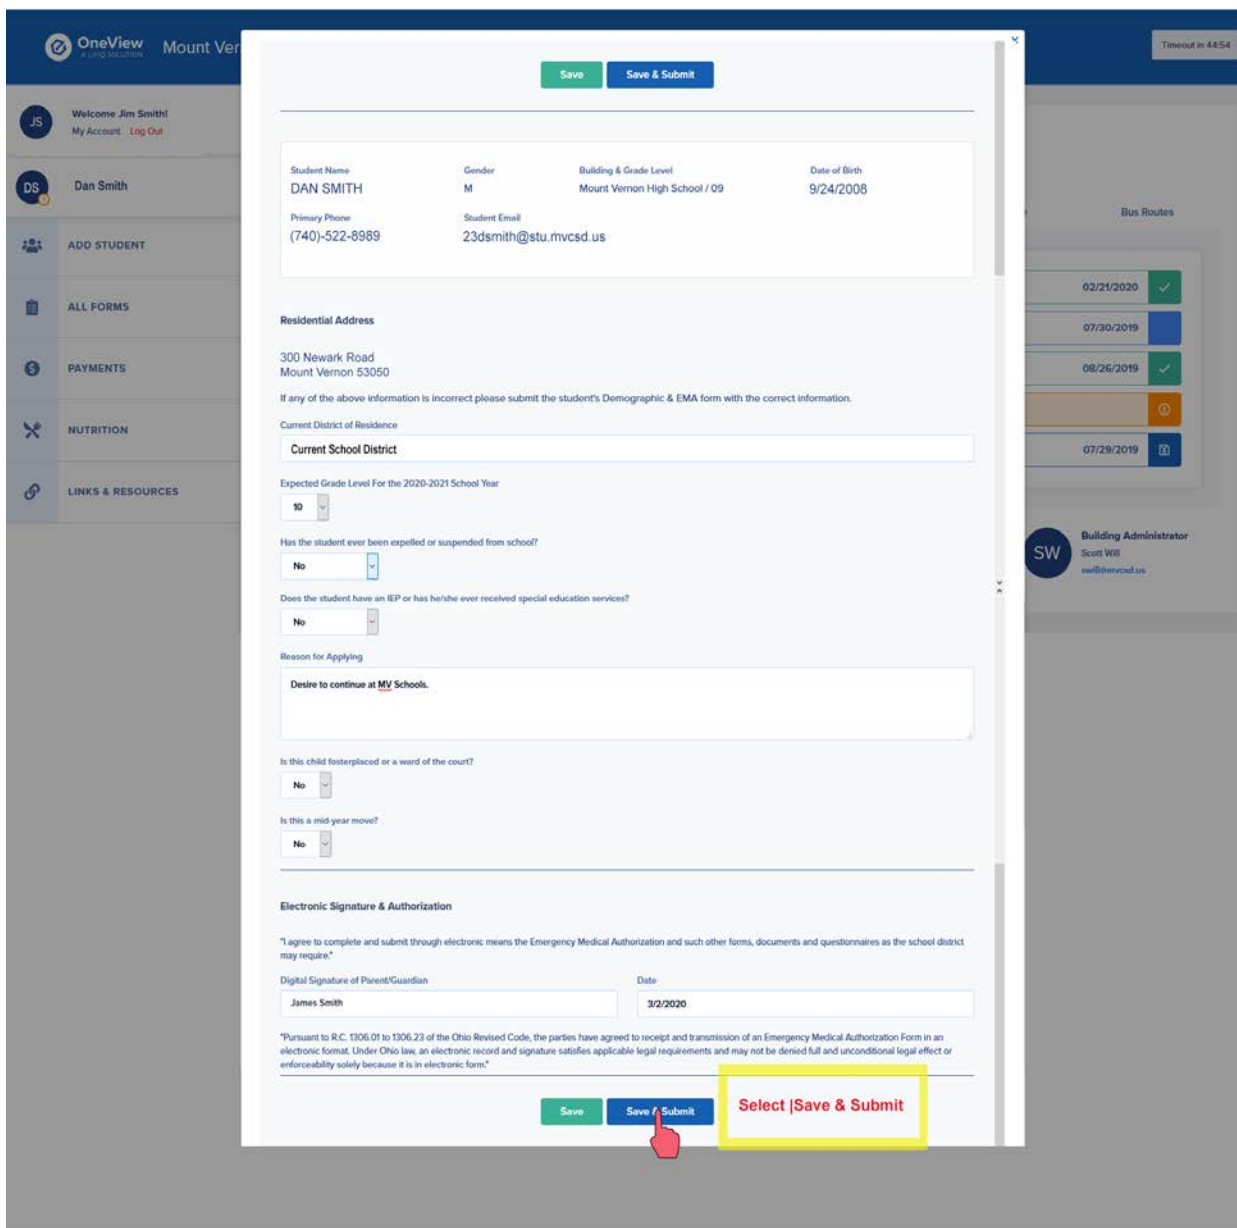 OneView
A LINQ SOLUTION
Mount Ver
Timeout in 44:54
JS
Welcome Jim Smith!
My Account Log Out
DS
Dan Smith
ADD STUDENT
ALL FORMS
PAYMENTS
NUTRITION
LINKS & RESOURCES
Save Save & Submit
Student Name Gender Building & Grade Level Date of Birth
DAN SMITH M Mount Vernon High School / 09 9/24/2008
Primary Phone Student Email
(740)-522-8989 23dsmith@stu.mvcsd.us
Residential Address
300 Newark Road
Mount Vernon 53050
If any of the above information is incorrect please submit the student's Demographic & EMA form with the correct information.
Current District of Residence
Current School District
Expected Grade Level For the 2020-2021 School Year
10
Has the student ever been expelled or suspended from school?
No
Does the student have an IEP or has he/she ever received special education services?
No
Reason for Applying
Desire to continue at MV Schools.
Is this child fosterplaced or a ward of the court?
No
Is this a mid-year move?
No
Electronic Signature & Authorization
"I agree to complete and submit through electronic means the Emergency Medical Authorization and such other forms, documents and questionnaires as the school district
may require."
Digital Signature of Parent/Guardian Date
James Smith 3/2/2020
"Pursuant to R.C. 1306.01 to 1306.23 of the Ohio Revised Code, the parties have agreed to receipt and transmission of an Emergency Medical Authorization Form in an
electronic format. Under Ohio law, an electronic record and signature satisfies applicable legal requirements and may not be denied full and unconditional legal effect or
enforceability solely because it is in electronic form."
Save Save & Submit
Select |Save & Submit
Bus Routes
02/21/2020
07/30/2019
08/26/2019
07/29/2019
SW
Building Administrator
Scott Will
swill@mvcsd.us